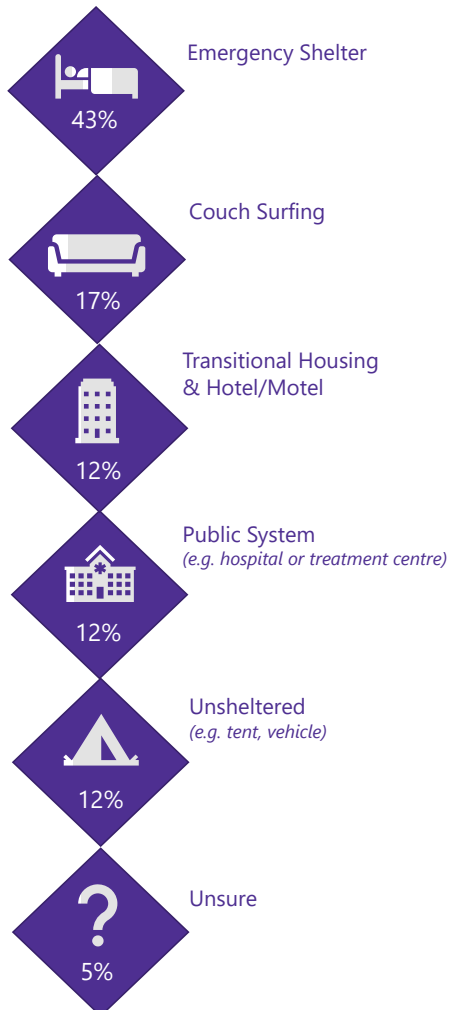 Emergency Shelter
43%
Couch Surfing
17%
Transitional Housing
& Hotel/Motel
12%
Public System
(e.g. hospital or treatment centre)
12%
Unsheltered
(e.g. tent, vehicle)
12%
Unsure
?
5%